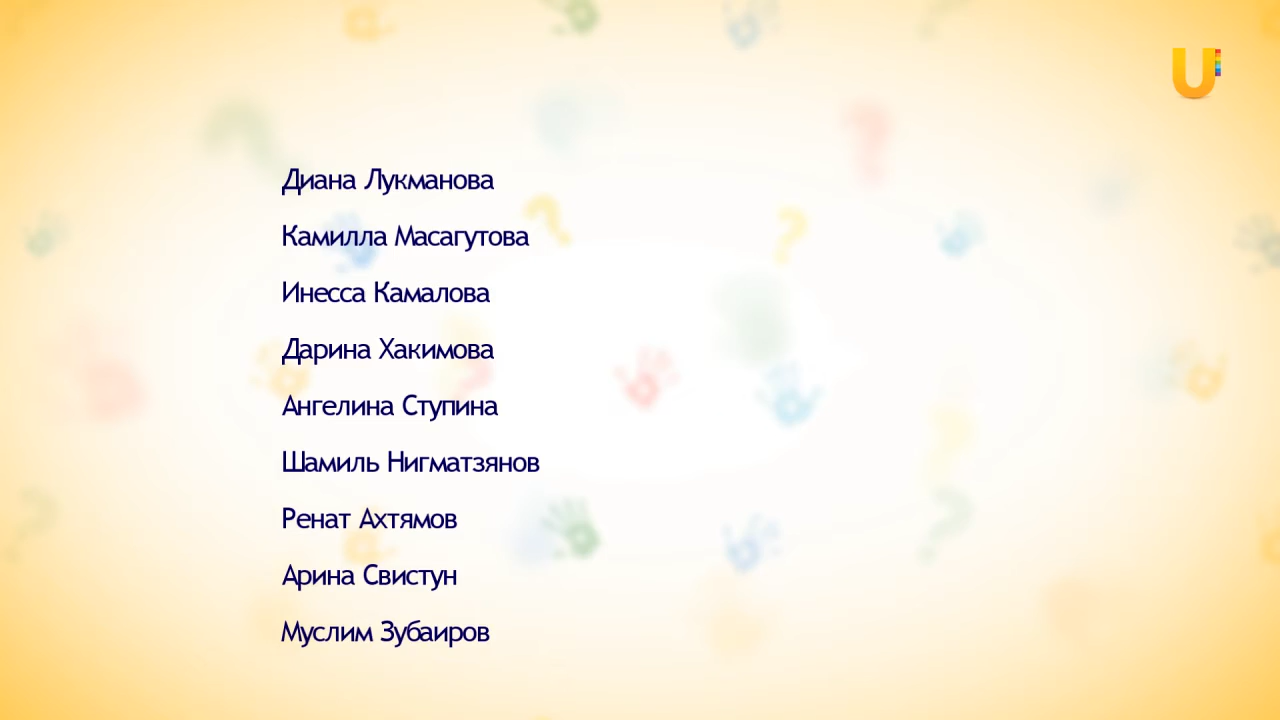 U
Диана Лукманова
Камилла Масагутова
Инесса Камалова
Дарина Хакимова
Ангелина Ступина
Шамиль Нигматзянов
Ренат Ахтямов
Арина Свистун
Муслим Зубаиров